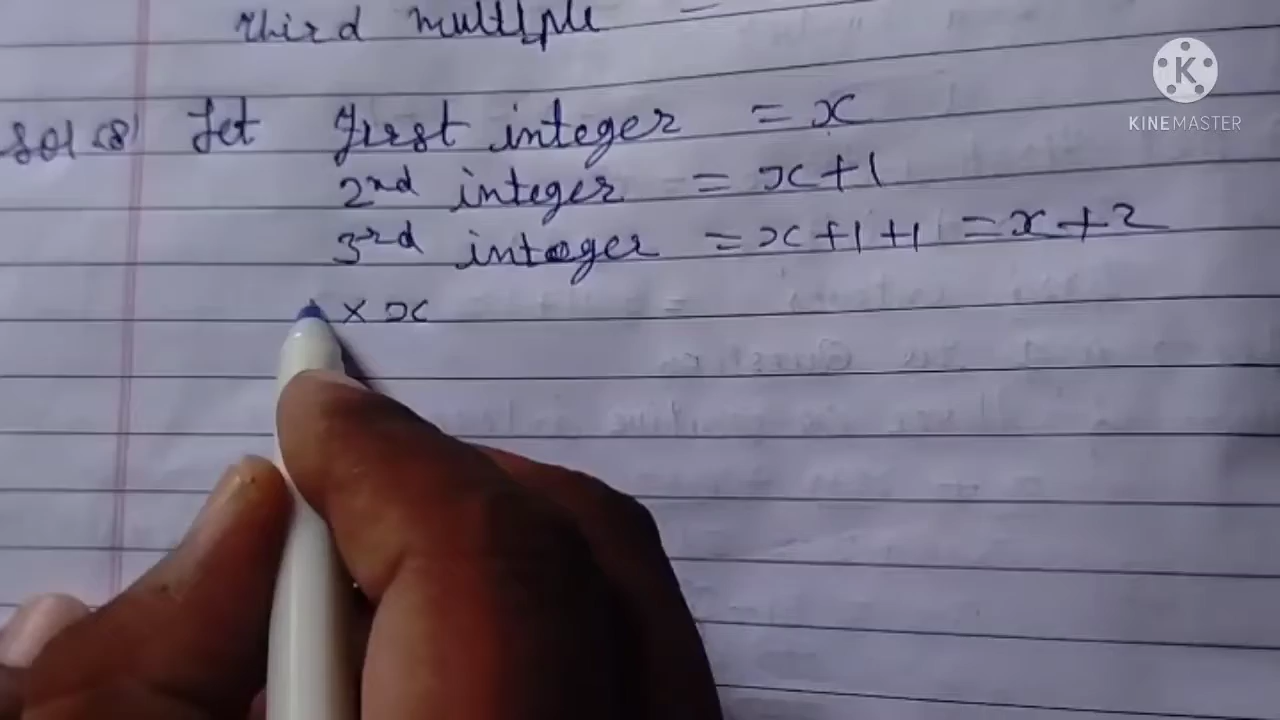 third multiple =
Sol (8) Let first integer = x
2nd integer = x+1
3rd integer = x+1+1 = x+2
× x
K
KINEMASTER